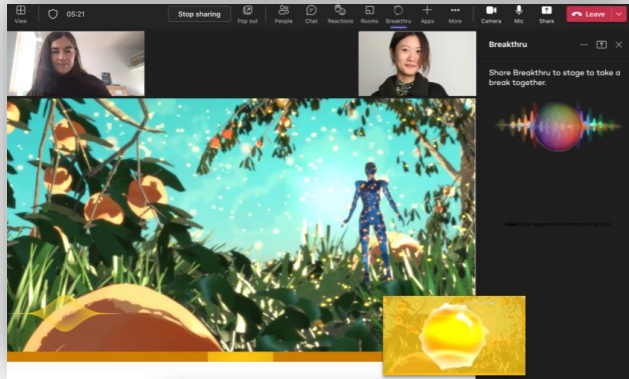 View
05:21
Stop sharing
Pop out
People
Chat
Reactions
Rooms
Breakthru
Apps
More
Camera
Mic
Share
Leave
Breakthru
Share Breakthru to stage to take a
break together.